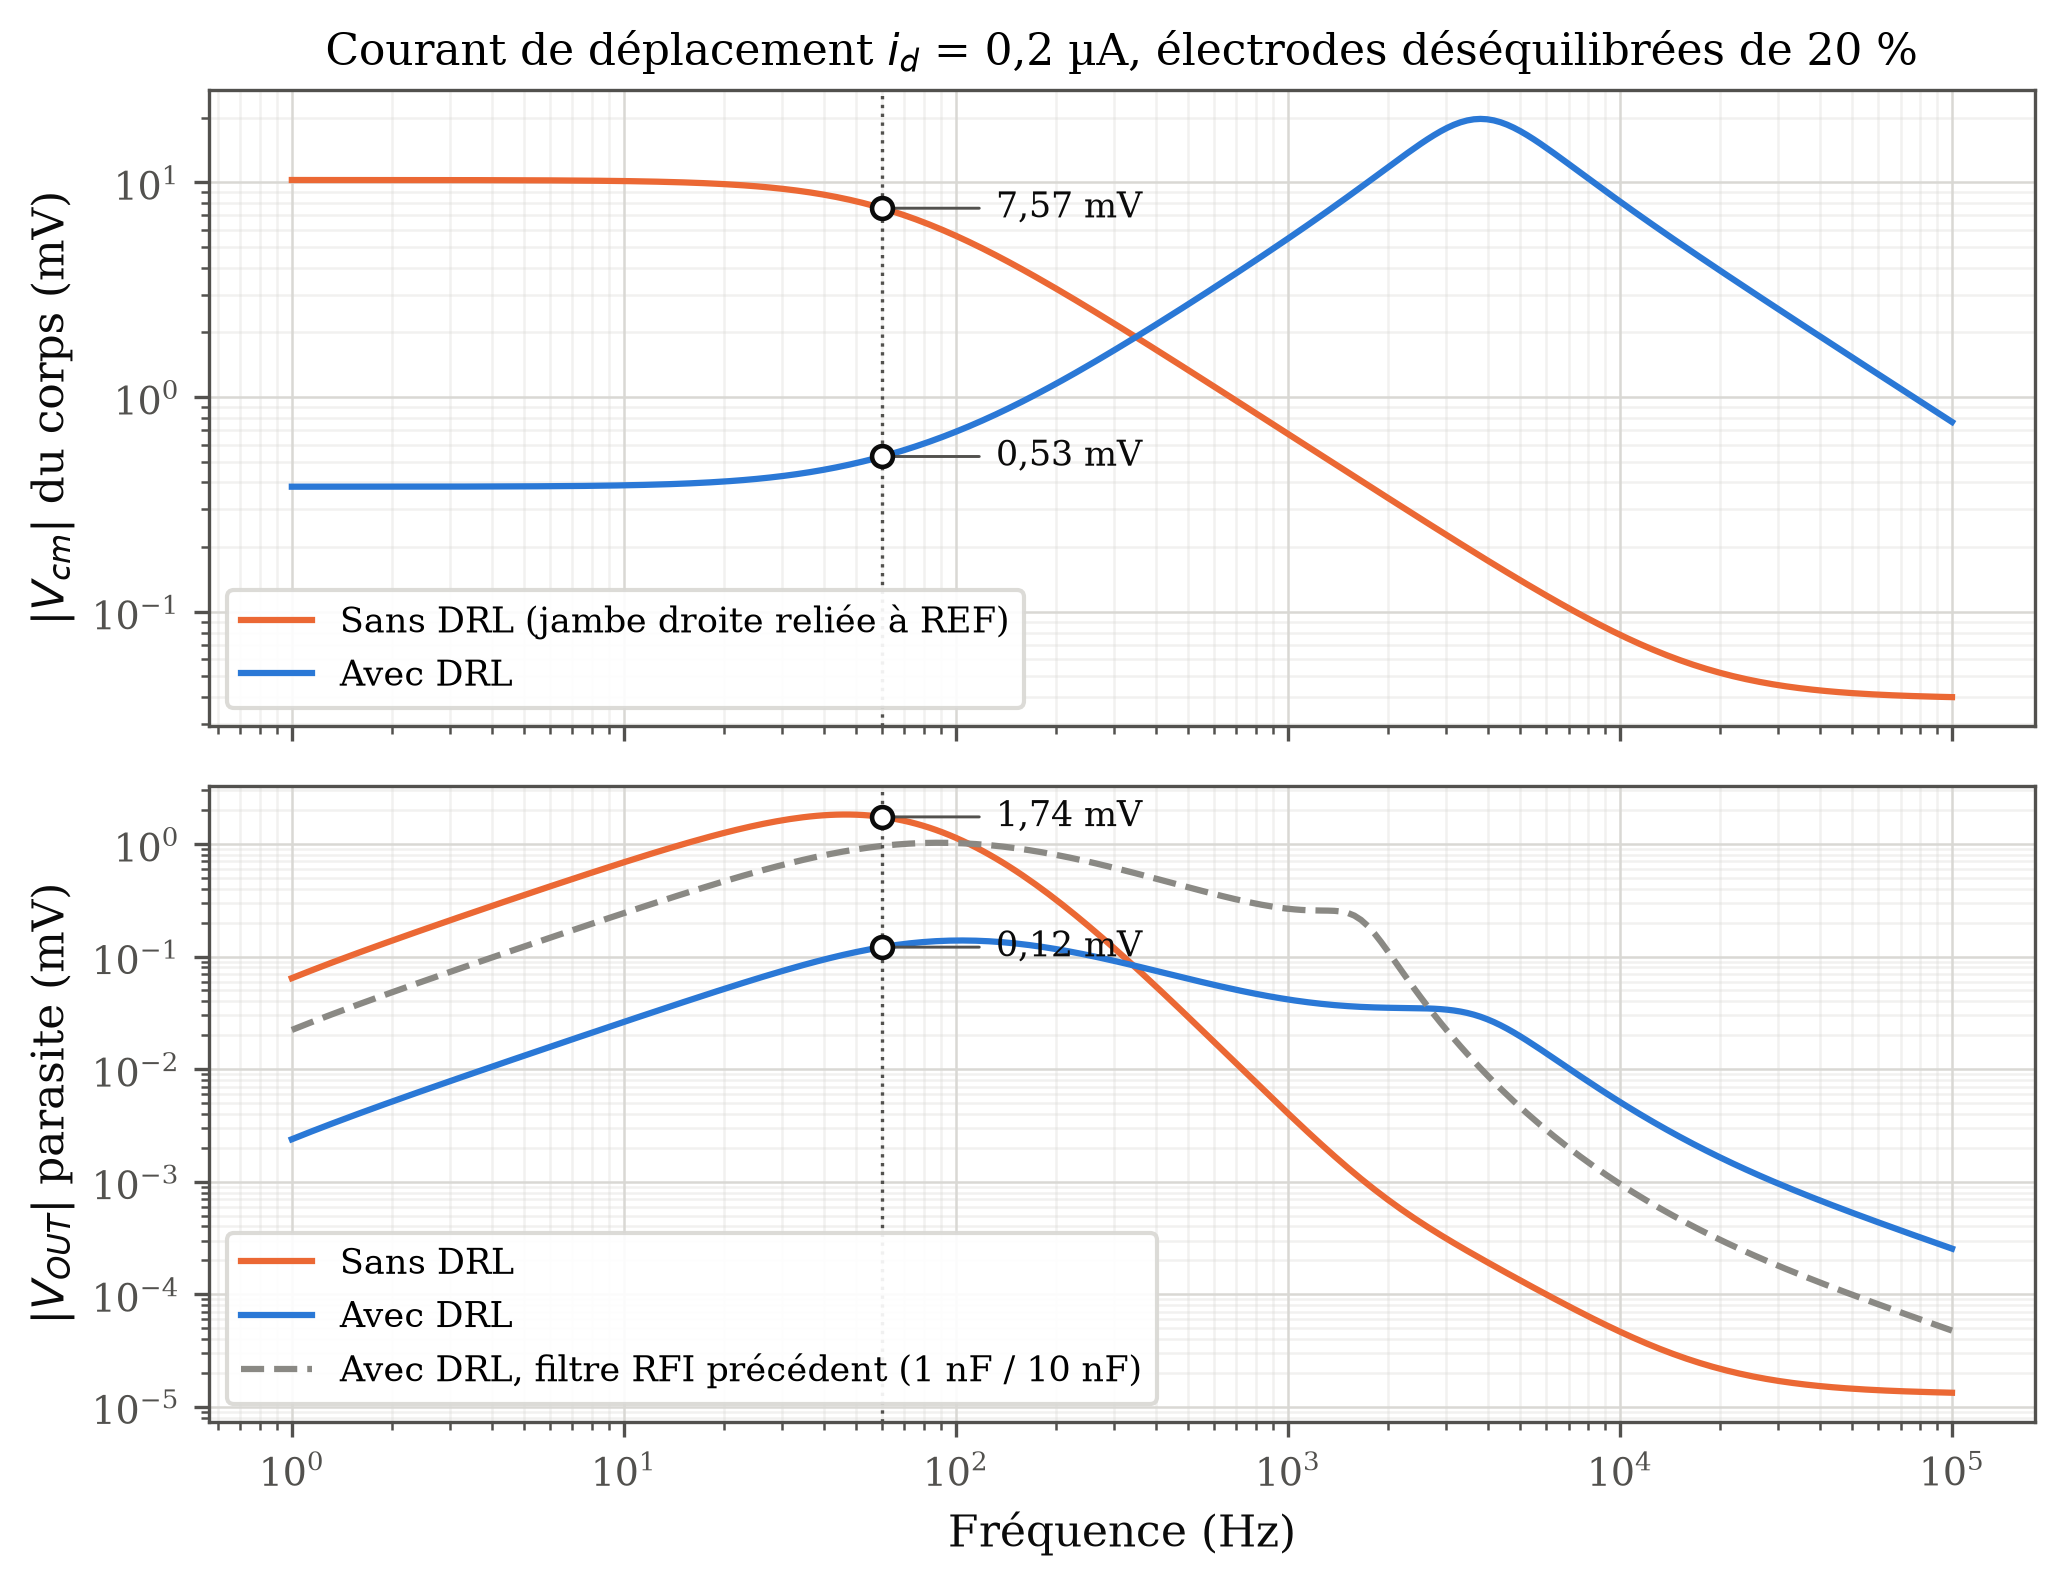 Courant de déplacement i_d = 0,2 µA, électrodes déséquilibrées de 20 %
|V_cm| du corps (mV)
10^1
10^0
10^−1
7,57 mV
0,53 mV
Sans DRL (jambe droite reliée à REF)
Avec DRL
|V_OUT| parasite (mV)
10^0
10^−1
10^−2
10^−3
10^−4
10^−5
1,74 mV
0,12 mV
Sans DRL
Avec DRL
Avec DRL, filtre RFI précédent (1 nF / 10 nF)
10^0 10^1 10^2 10^3 10^4 10^5
Fréquence (Hz)